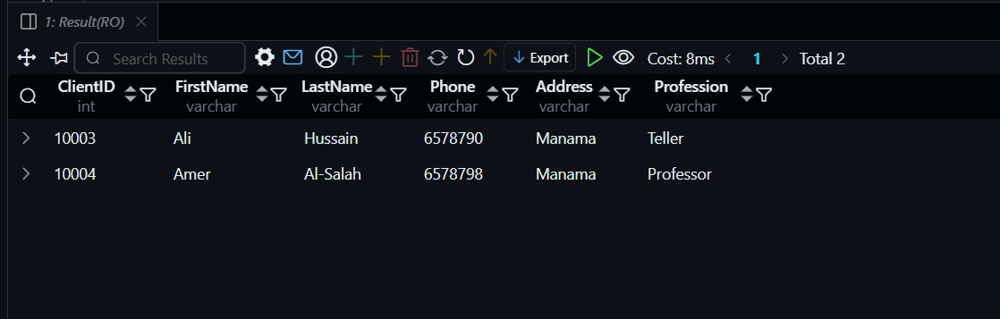 1: Result(RO)
Search Results
Export
Cost: 8ms
1
Total 2
ClientID FirstName LastName Phone Address Profession
int varchar varchar varchar varchar varchar
10003 Ali Hussain 6578790 Manama Teller
10004 Amer Al-Salah 6578798 Manama Professor